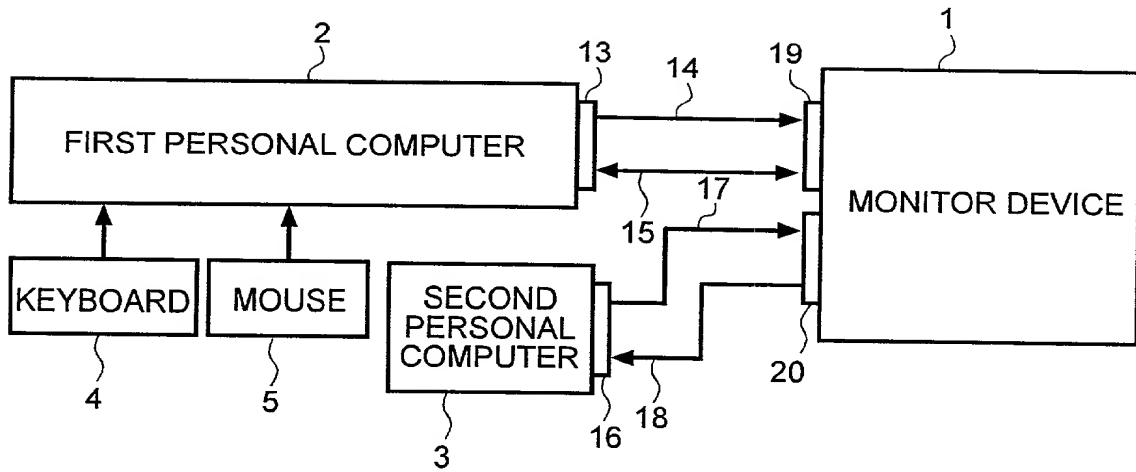 2
13
14
19
1
FIRST PERSONAL COMPUTER
MONITOR DEVICE
15
17
KEYBOARD
MOUSE
SECOND
PERSONAL
COMPUTER
4
5
3
16
18
20